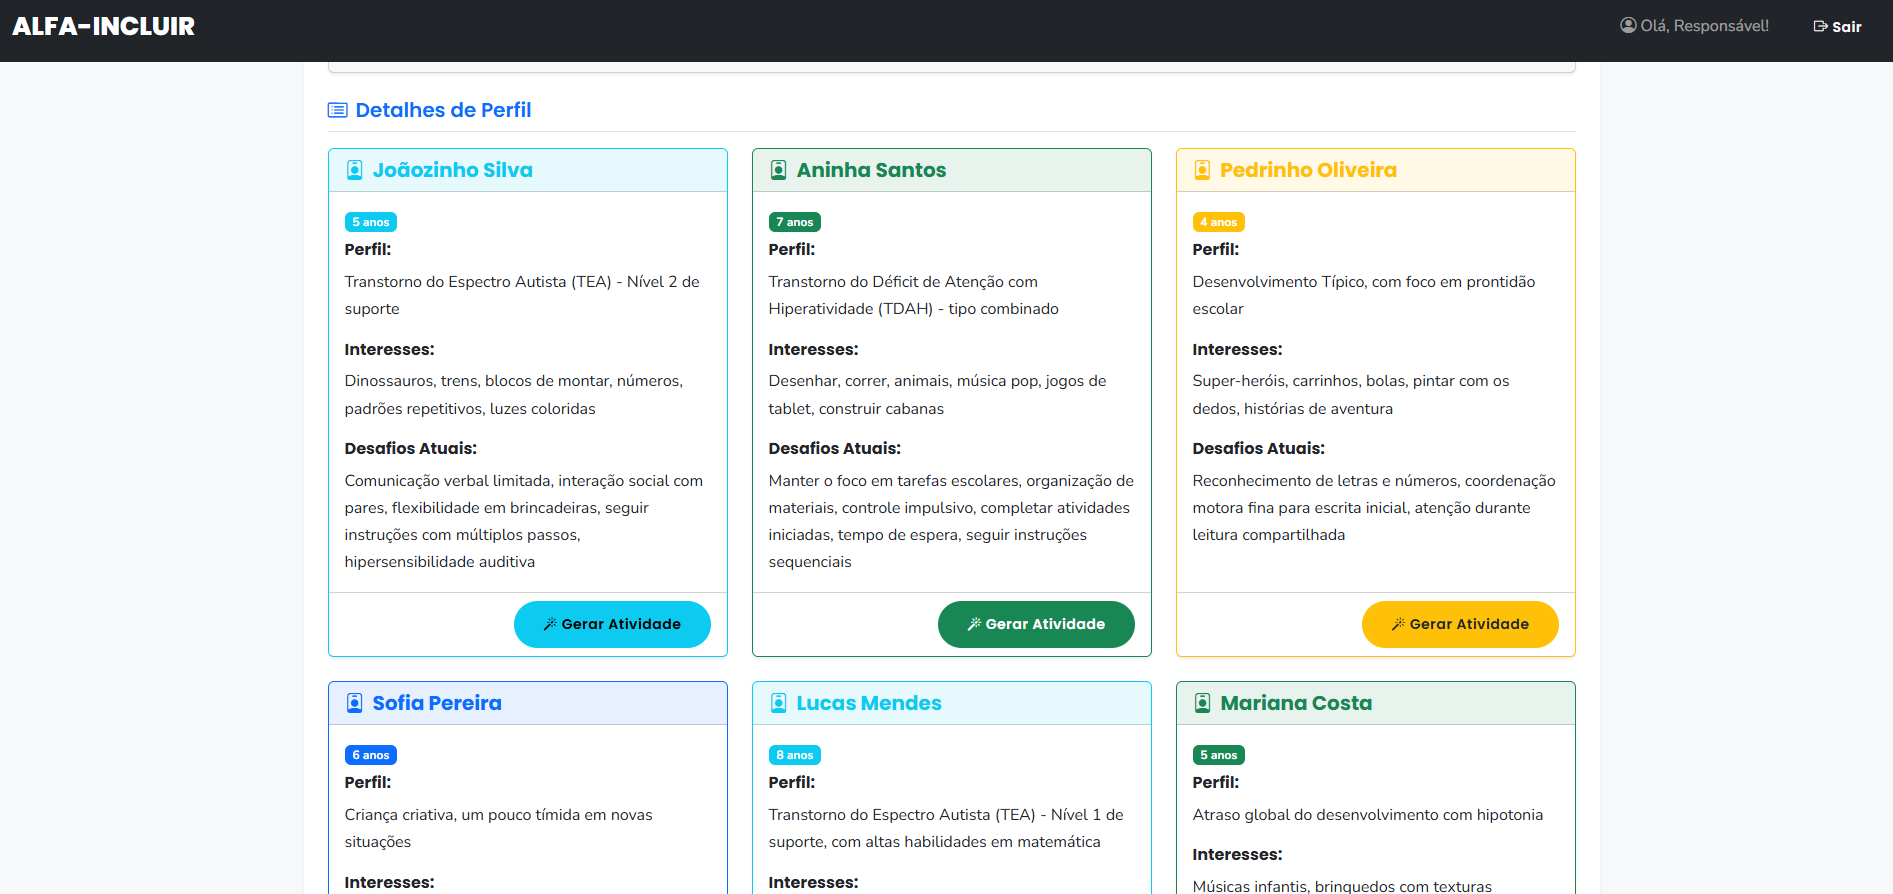 ALFA-INCLUIR
Olá, Responsável!
Sair
Detalhes de Perfil
Joãozinho Silva
5 anos
Perfil:
Transtorno do Espectro Autista (TEA) - Nível 2 de
suporte
Interesses:
Dinossauros, trens, blocos de montar, números,
padrões repetitivos, luzes coloridas
Desafios Atuais:
Comunicação verbal limitada, interação social com
pares, flexibilidade em brincadeiras, seguir
instruções com múltiplos passos,
hipersensibilidade auditiva
Gerar Atividade
Aninha Santos
7 anos
Perfil:
Transtorno do Déficit de Atenção com
Hiperatividade (TDAH) - tipo combinado
Interesses:
Desenhar, correr, animais, música pop, jogos de
tablet, construir cabanas
Desafios Atuais:
Manter o foco em tarefas escolares, organização de
materiais, controle impulsivo, completar atividades
iniciadas, tempo de espera, seguir instruções
sequenciais
Gerar Atividade
Pedrinho Oliveira
4 anos
Perfil:
Desenvolvimento Típico, com foco em prontidão
escolar
Interesses:
Super-heróis, carrinhos, bolas, pintar com os
dedos, histórias de aventura
Desafios Atuais:
Reconhecimento de letras e números, coordenação
motora fina para escrita inicial, atenção durante
leitura compartilhada
Gerar Atividade
Sofia Pereira
6 anos
Perfil:
Criança criativa, um pouco tímida em novas
situações
Interesses:
Lucas Mendes
8 anos
Perfil:
Transtorno do Espectro Autista (TEA) - Nível 1 de
suporte, com altas habilidades em matemática
Interesses:
Mariana Costa
5 anos
Perfil:
Atraso global do desenvolvimento com hipotonia
Interesses:
Músicas infantis, brinquedos com texturas